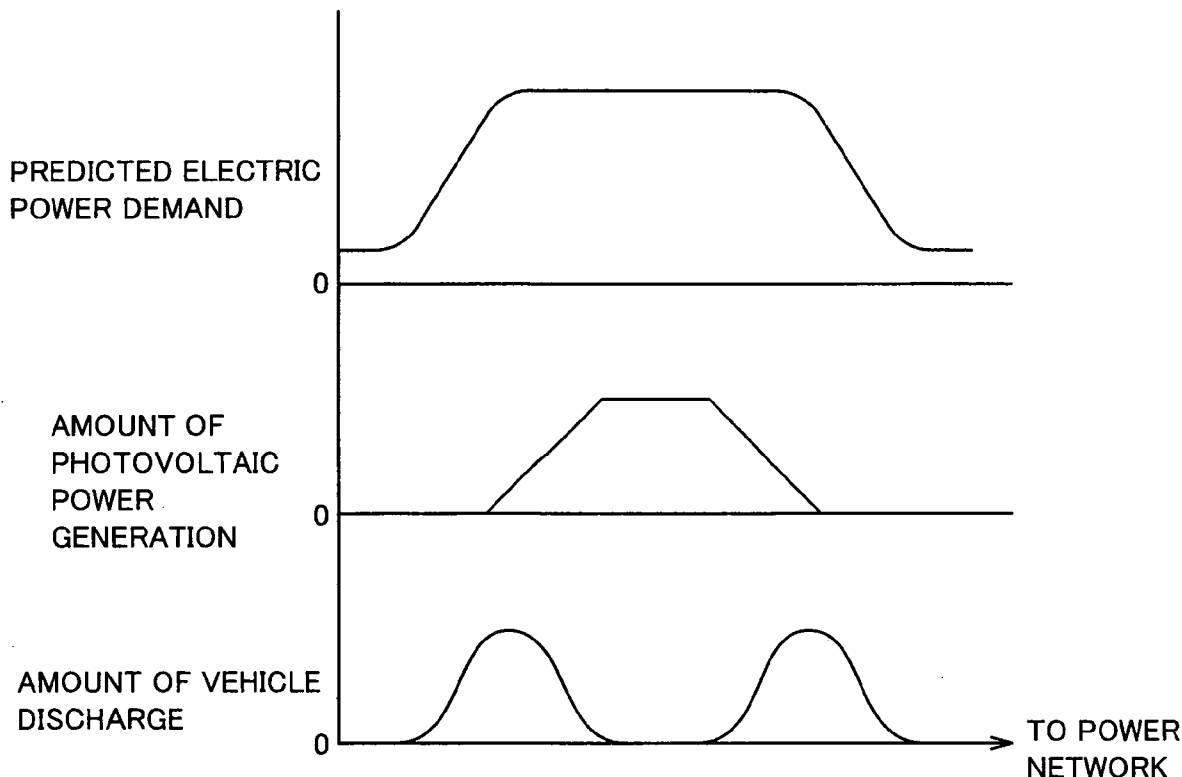 PREDICTED ELECTRIC
POWER DEMAND
0
AMOUNT OF
PHOTOVOLTAIC
POWER
GENERATION
0
AMOUNT OF VEHICLE
DISCHARGE
0
TO POWER
NETWORK